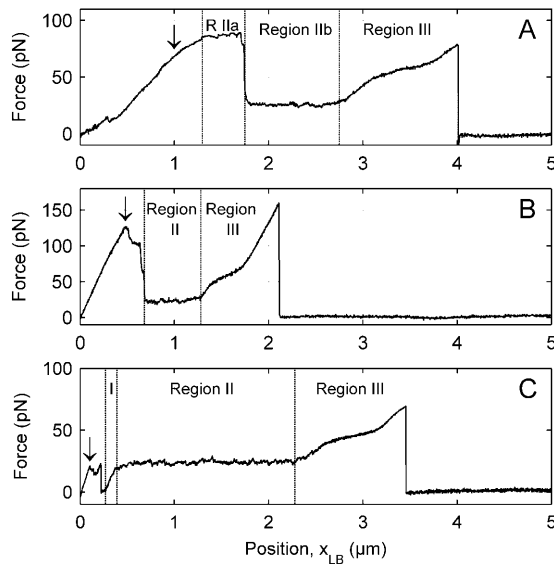 A
R IIa
Region IIb
Region III
Force (pN)
100
50
0
0
1
2
3
4
5
B
Region
II
Region
III
Force (pN)
150
100
50
0
0
1
2
3
4
5
C
I
Region II
Region III
Force (pN)
100
50
0
0
1
2
3
4
5
Position, x_LB (µm)